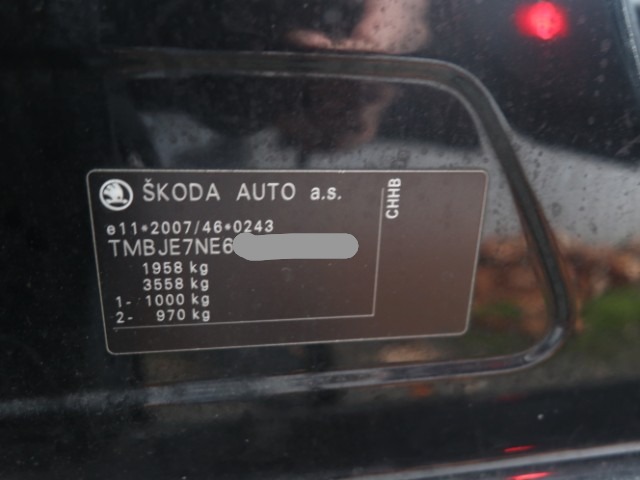 ŠKODA AUTO a.s.
CHHB
e11*2007/46*0243
TMBJE7NE6
1958 kg
3558 kg
1- 1000 kg
2- 970 kg